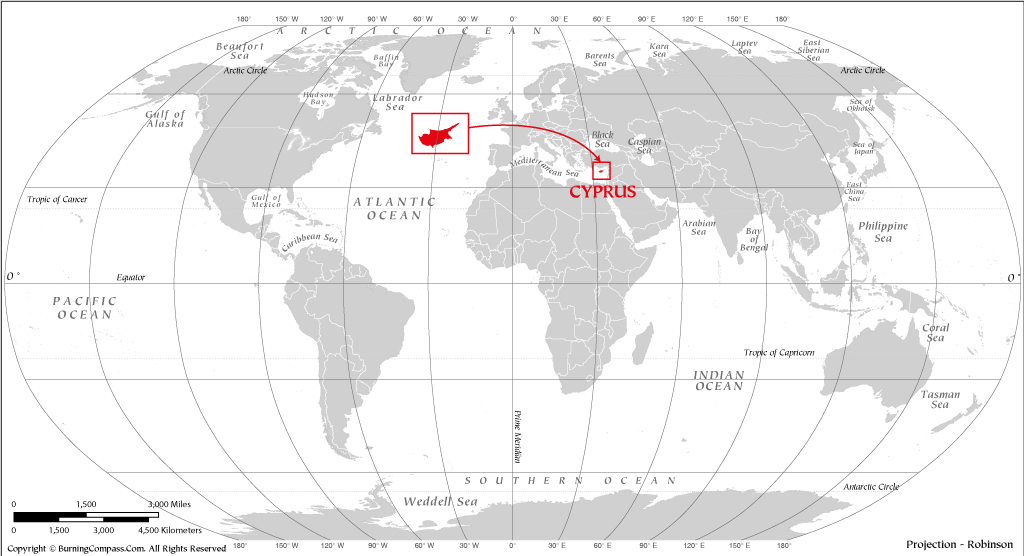 180° 150° W 120° W 90° W 60° W 30° W 0° 30° E 60° E 90° E 120° E 150° E 180°
ARCTIC OCEAN
Beaufort
Sea
Baffin
Bay
Barents
Sea
Kara
Sea
Laptev
Sea
East
Siberian
Sea
Arctic Circle
Arctic Circle
Hudson
Bay
Labrador
Sea
Gulf of
Alaska
Sea of
Okhotsk
Black
Sea
Caspian
Sea
Sea of
Japan
Mediterranean Sea
CYPRUS
East
China
Sea
Tropic of Cancer
Gulf of
Mexico
ATLANTIC
OCEAN
Arabian
Sea
Bay
of
Bengal
Philippine
Sea
Caribbean Sea
0° Equator 0°
PACIFIC
OCEAN
Coral
Sea
Tropic of Capricorn
INDIAN
OCEAN
Tasman
Sea
Prime Meridian
SOUTHERN OCEAN
Antarctic Circle
Weddell Sea
0 1,500 3,000 Miles
0 1,500 3,000 4,500 Kilometers
Copyright © BurningCompass.Com. All Rights Reserved
180° 150° W 120° W 90° W 60° W 30° W 0° 30° E 60° E 90° E 120° E 150° E 180°
Projection - Robinson